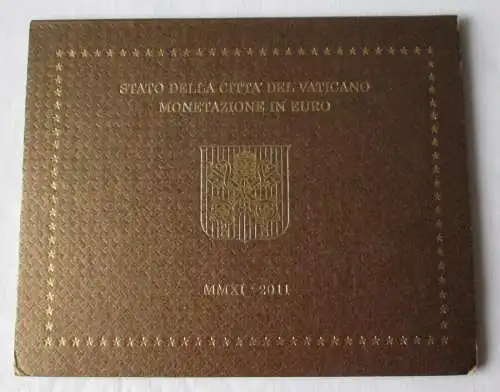 STATO DELLA CITTA' DEL VATICANO
MONETAZIONE IN EURO
MMXI - 2011